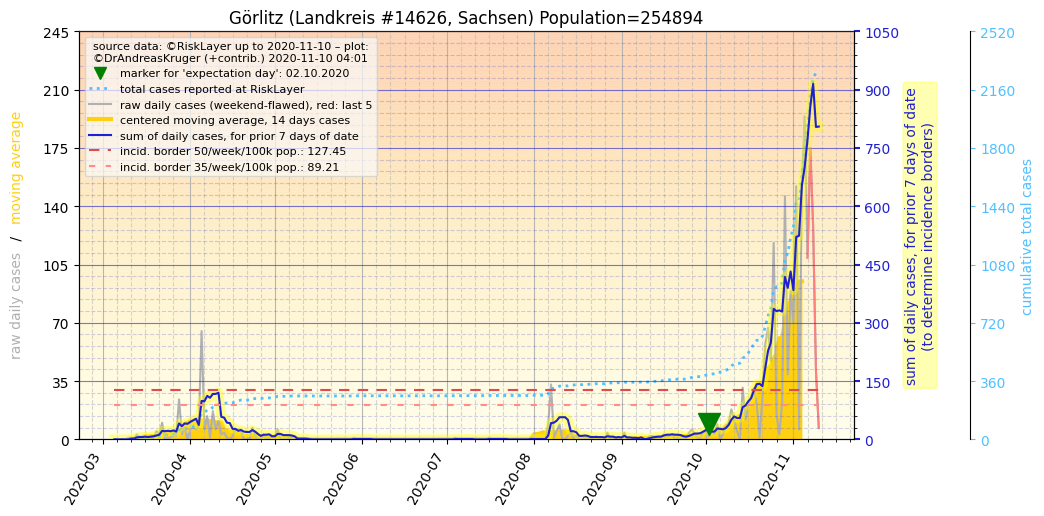 Görlitz (Landkreis #14626, Sachsen) Population=254894
source data: ©RiskLayer up to 2020-11-10 – plot:
©DrAndreasKruger (+contrib.) 2020-11-10 04:01
marker for 'expectation day': 02.10.2020
total cases reported at RiskLayer
raw daily cases (weekend-flawed), red: last 5
centered moving average, 14 days cases
sum of daily cases, for prior 7 days of date
incid. border 50/week/100k pop.: 127.45
incid. border 35/week/100k pop.: 89.21
raw daily cases / moving average
245
210
175
140
105
70
35
0
1050
900
750
600
450
300
150
0
sum of daily cases, for prior 7 days of date
(to determine incidence borders)
2520
2160
1800
1440
1080
720
360
0
cumulative total cases
2020-03
2020-04
2020-05
2020-06
2020-07
2020-08
2020-09
2020-10
2020-11